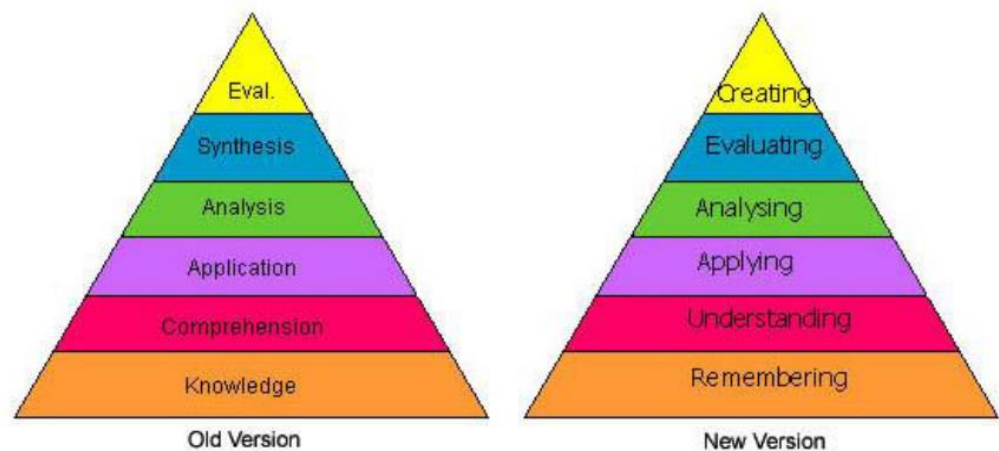 Eval.
Synthesis
Analysis
Application
Comprehension
Knowledge
Old Version
Creating
Evaluating
Analysing
Applying
Understanding
Remembering
New Version